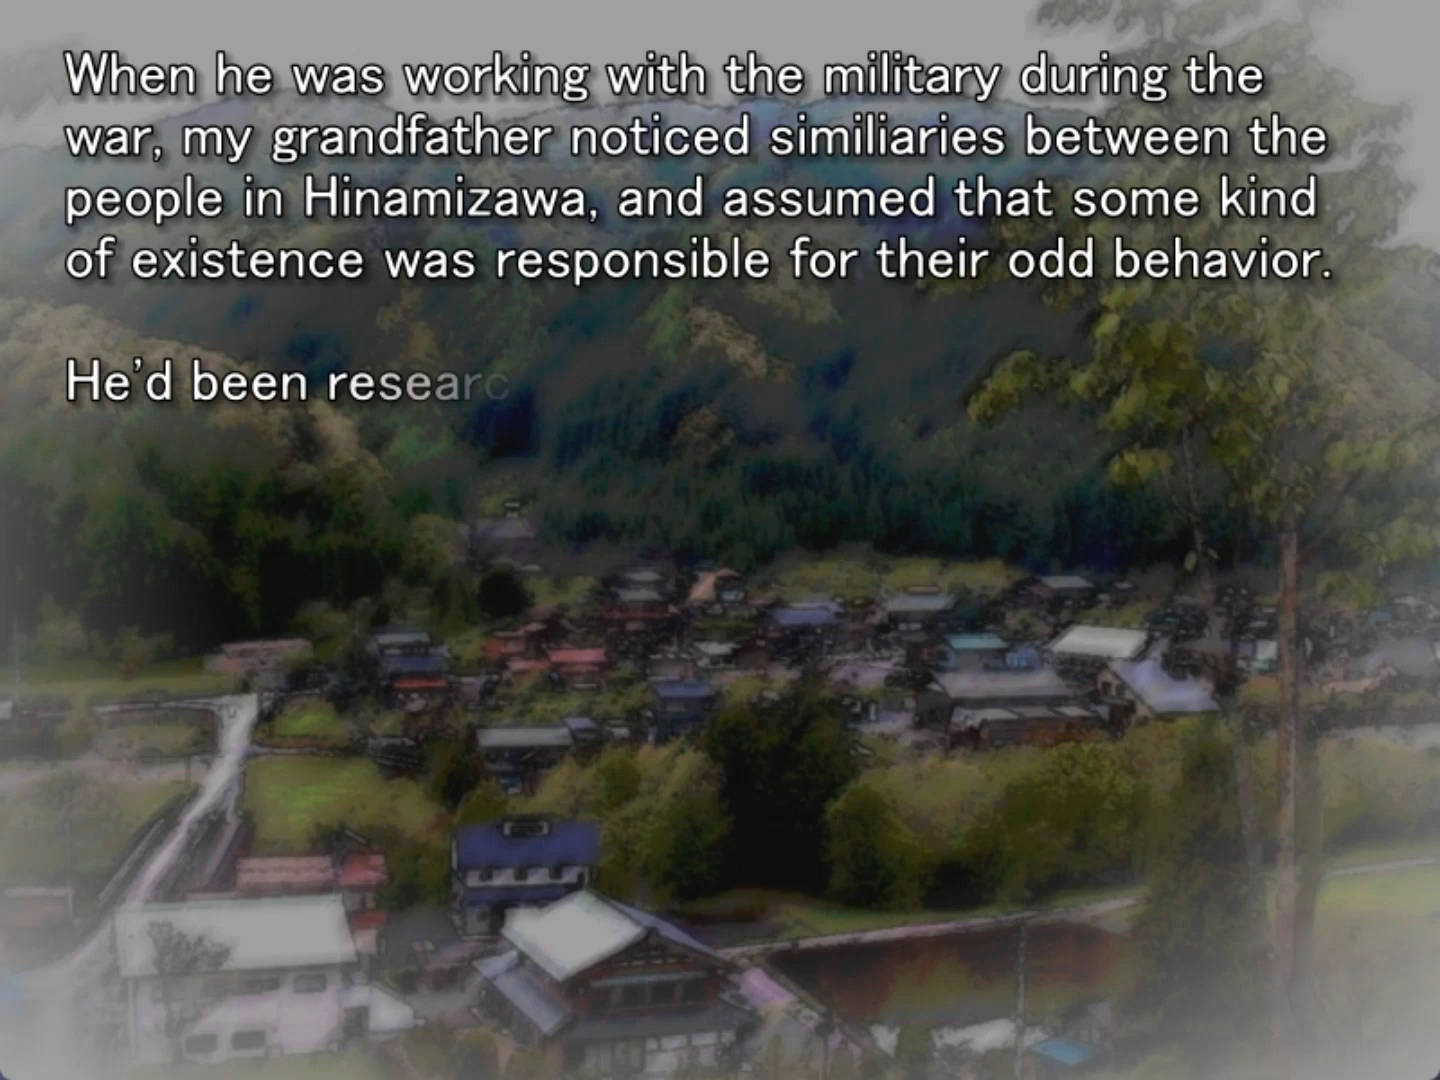 When he was working with the military during the
war, my grandfather noticed similiaries between the
people in Hinamizawa, and assumed that some kind
of existence was responsible for their odd behavior.
He'd been researc